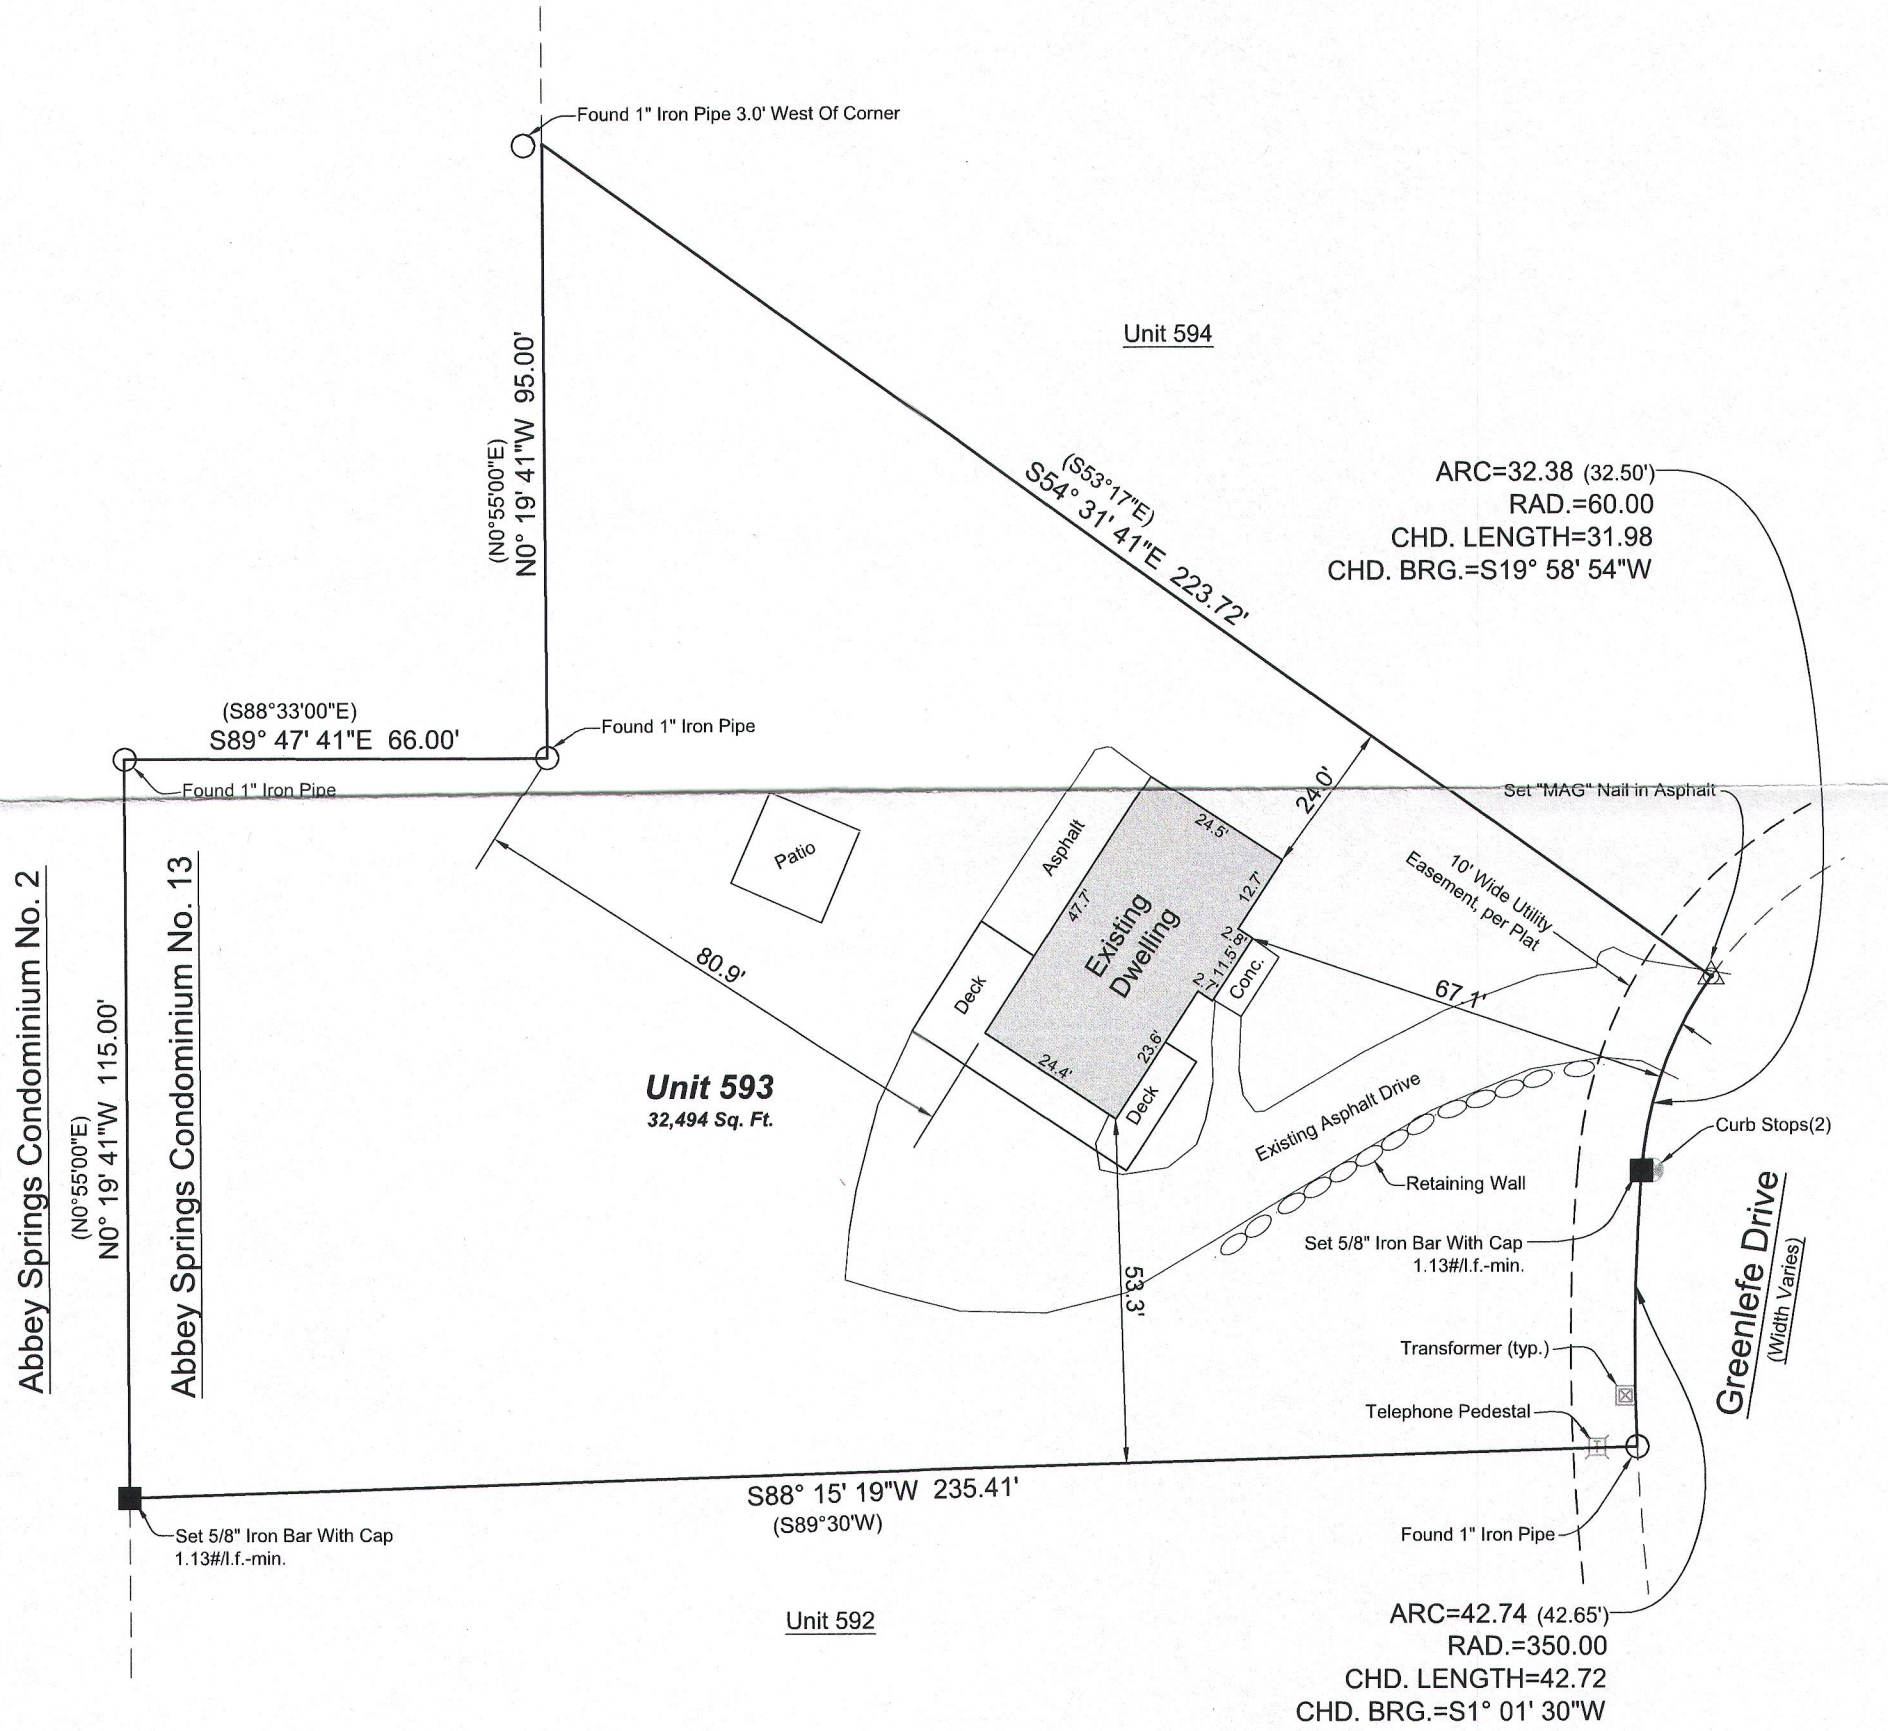 Found 1" Iron Pipe 3.0' West Of Corner
Unit 594
(N0°55'00"E)
N0° 19' 41"W 95.00'
(S53°17"E)
S54° 31' 41"E 223.72'
ARC=32.38 (32.50')
RAD.=60.00
CHD. LENGTH=31.98
CHD. BRG.=S19° 58' 54"W
(S88°33'00"E)
S89° 47' 41"E 66.00'
Found 1" Iron Pipe
Found 1" Iron Pipe
Set "MAG" Nail in Asphalt
24.0'
Patio
Asphalt
24.5'
47.7'
12.7'
Existing
Dwelling
2.8'
11.5'
2.7'
Conc.
10' Wide Utility
Easement, per Plat
67.1'
80.9'
Deck
23.6'
24.4'
Deck
Abbey Springs Condominium No. 2
(N0°55'00"E)
N0° 19' 41"W 115.00'
Abbey Springs Condominium No. 13
Unit 593
32,494 Sq. Ft.
Existing Asphalt Drive
Curb Stops(2)
Retaining Wall
Set 5/8" Iron Bar With Cap
1.13#/l.f.-min.
Greenlefe Drive
(Width Varies)
53.3'
Transformer (typ.)
Telephone Pedestal
T
S88° 15' 19"W 235.41'
(S89°30'W)
Set 5/8" Iron Bar With Cap
1.13#/l.f.-min.
Found 1" Iron Pipe
Unit 592
ARC=42.74 (42.65')
RAD.=350.00
CHD. LENGTH=42.72
CHD. BRG.=S1° 01' 30"W